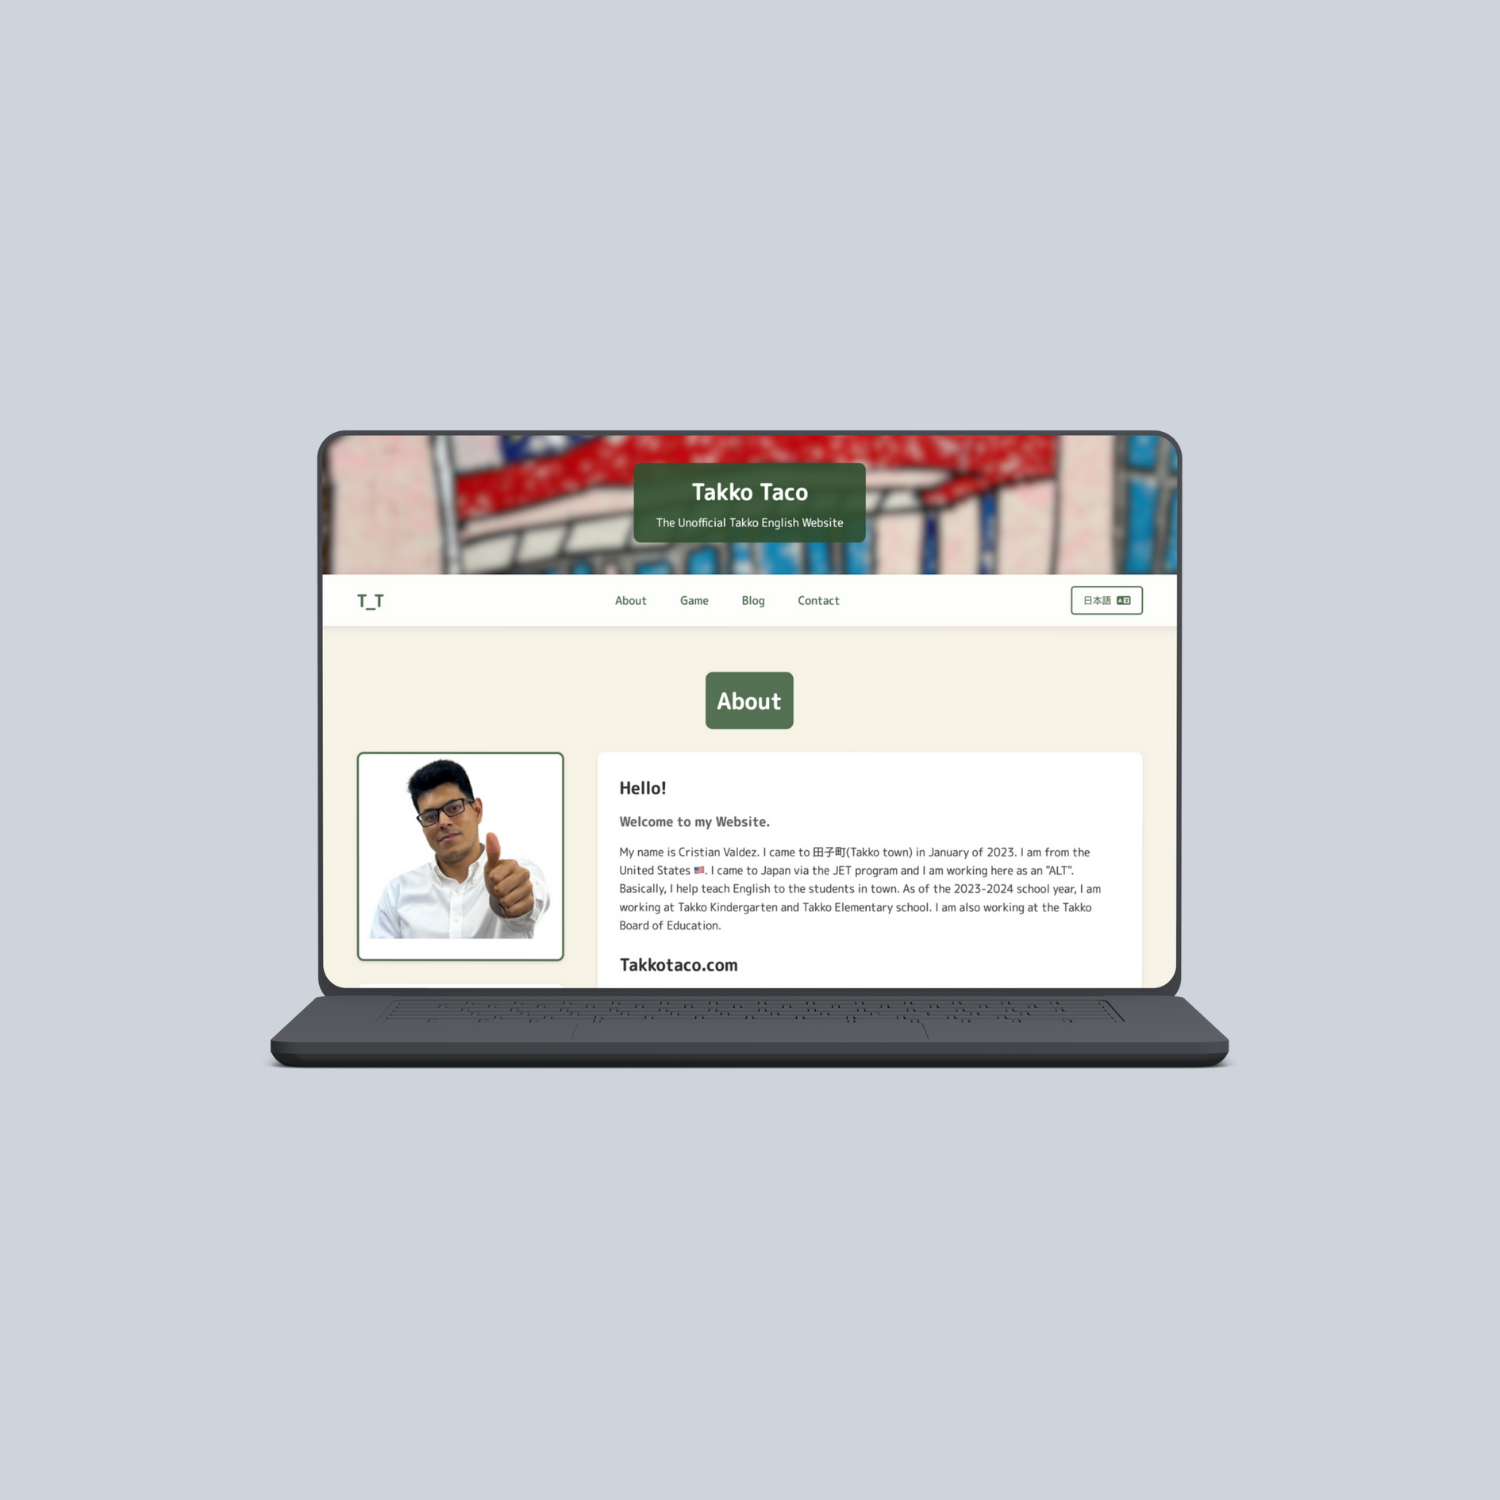 Takko Taco
The Unofficial Takko English Website
T_T
About
Game
Blog
Contact
日本語
About
Hello!
Welcome to my Website.
My name is Cristian Valdez. I came to 田子町(Takko town) in January of 2023. I am from the
United States 🇺🇸. I came to Japan via the JET program and I am working here as an "ALT".
Basically, I help teach English to the students in town. As of the 2023-2024 school year, I am
working at Takko Kindergarten and Takko Elementary school. I am also working at the Takko
Board of Education.
Takkotaco.com